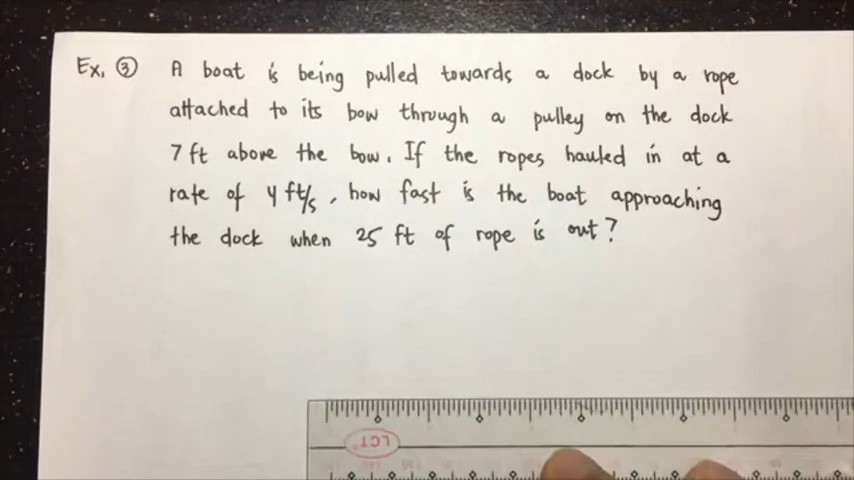 Ex. ③ A boat is being pulled towards a dock by a rope
attached to its bow through a pulley on the dock
7 ft above the bow. If the ropes hauled in at a
rate of 4 ft/s, how fast is the boat approaching
the dock when 25 ft of rope is out?
LCT